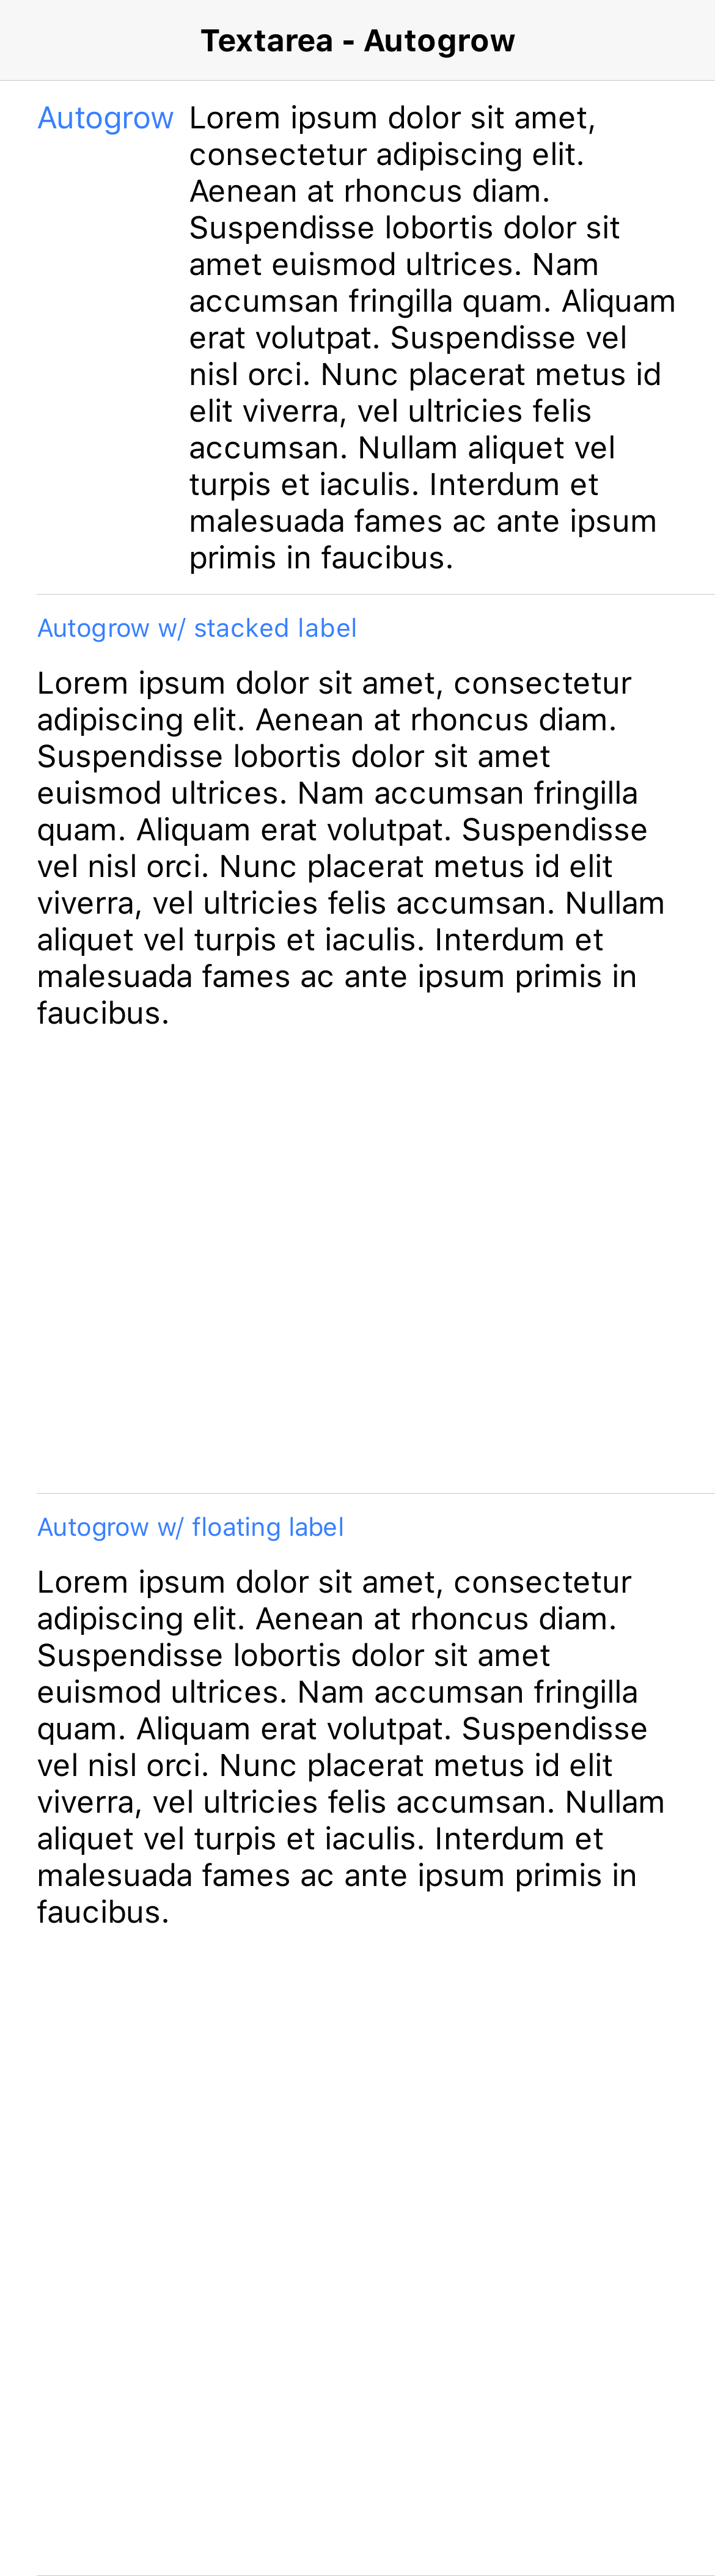 Textarea - Autogrow
Autogrow Lorem ipsum dolor sit amet,
consectetur adipiscing elit.
Aenean at rhoncus diam.
Suspendisse lobortis dolor sit
amet euismod ultrices. Nam
accumsan fringilla quam. Aliquam
erat volutpat. Suspendisse vel
nisl orci. Nunc placerat metus id
elit viverra, vel ultricies felis
accumsan. Nullam aliquet vel
turpis et iaculis. Interdum et
malesuada fames ac ante ipsum
primis in faucibus.
Autogrow w/ stacked label
Lorem ipsum dolor sit amet, consectetur
adipiscing elit. Aenean at rhoncus diam.
Suspendisse lobortis dolor sit amet
euismod ultrices. Nam accumsan fringilla
quam. Aliquam erat volutpat. Suspendisse
vel nisl orci. Nunc placerat metus id elit
viverra, vel ultricies felis accumsan. Nullam
aliquet vel turpis et iaculis. Interdum et
malesuada fames ac ante ipsum primis in
faucibus.
Autogrow w/ floating label
Lorem ipsum dolor sit amet, consectetur
adipiscing elit. Aenean at rhoncus diam.
Suspendisse lobortis dolor sit amet
euismod ultrices. Nam accumsan fringilla
quam. Aliquam erat volutpat. Suspendisse
vel nisl orci. Nunc placerat metus id elit
viverra, vel ultricies felis accumsan. Nullam
aliquet vel turpis et iaculis. Interdum et
malesuada fames ac ante ipsum primis in
faucibus.